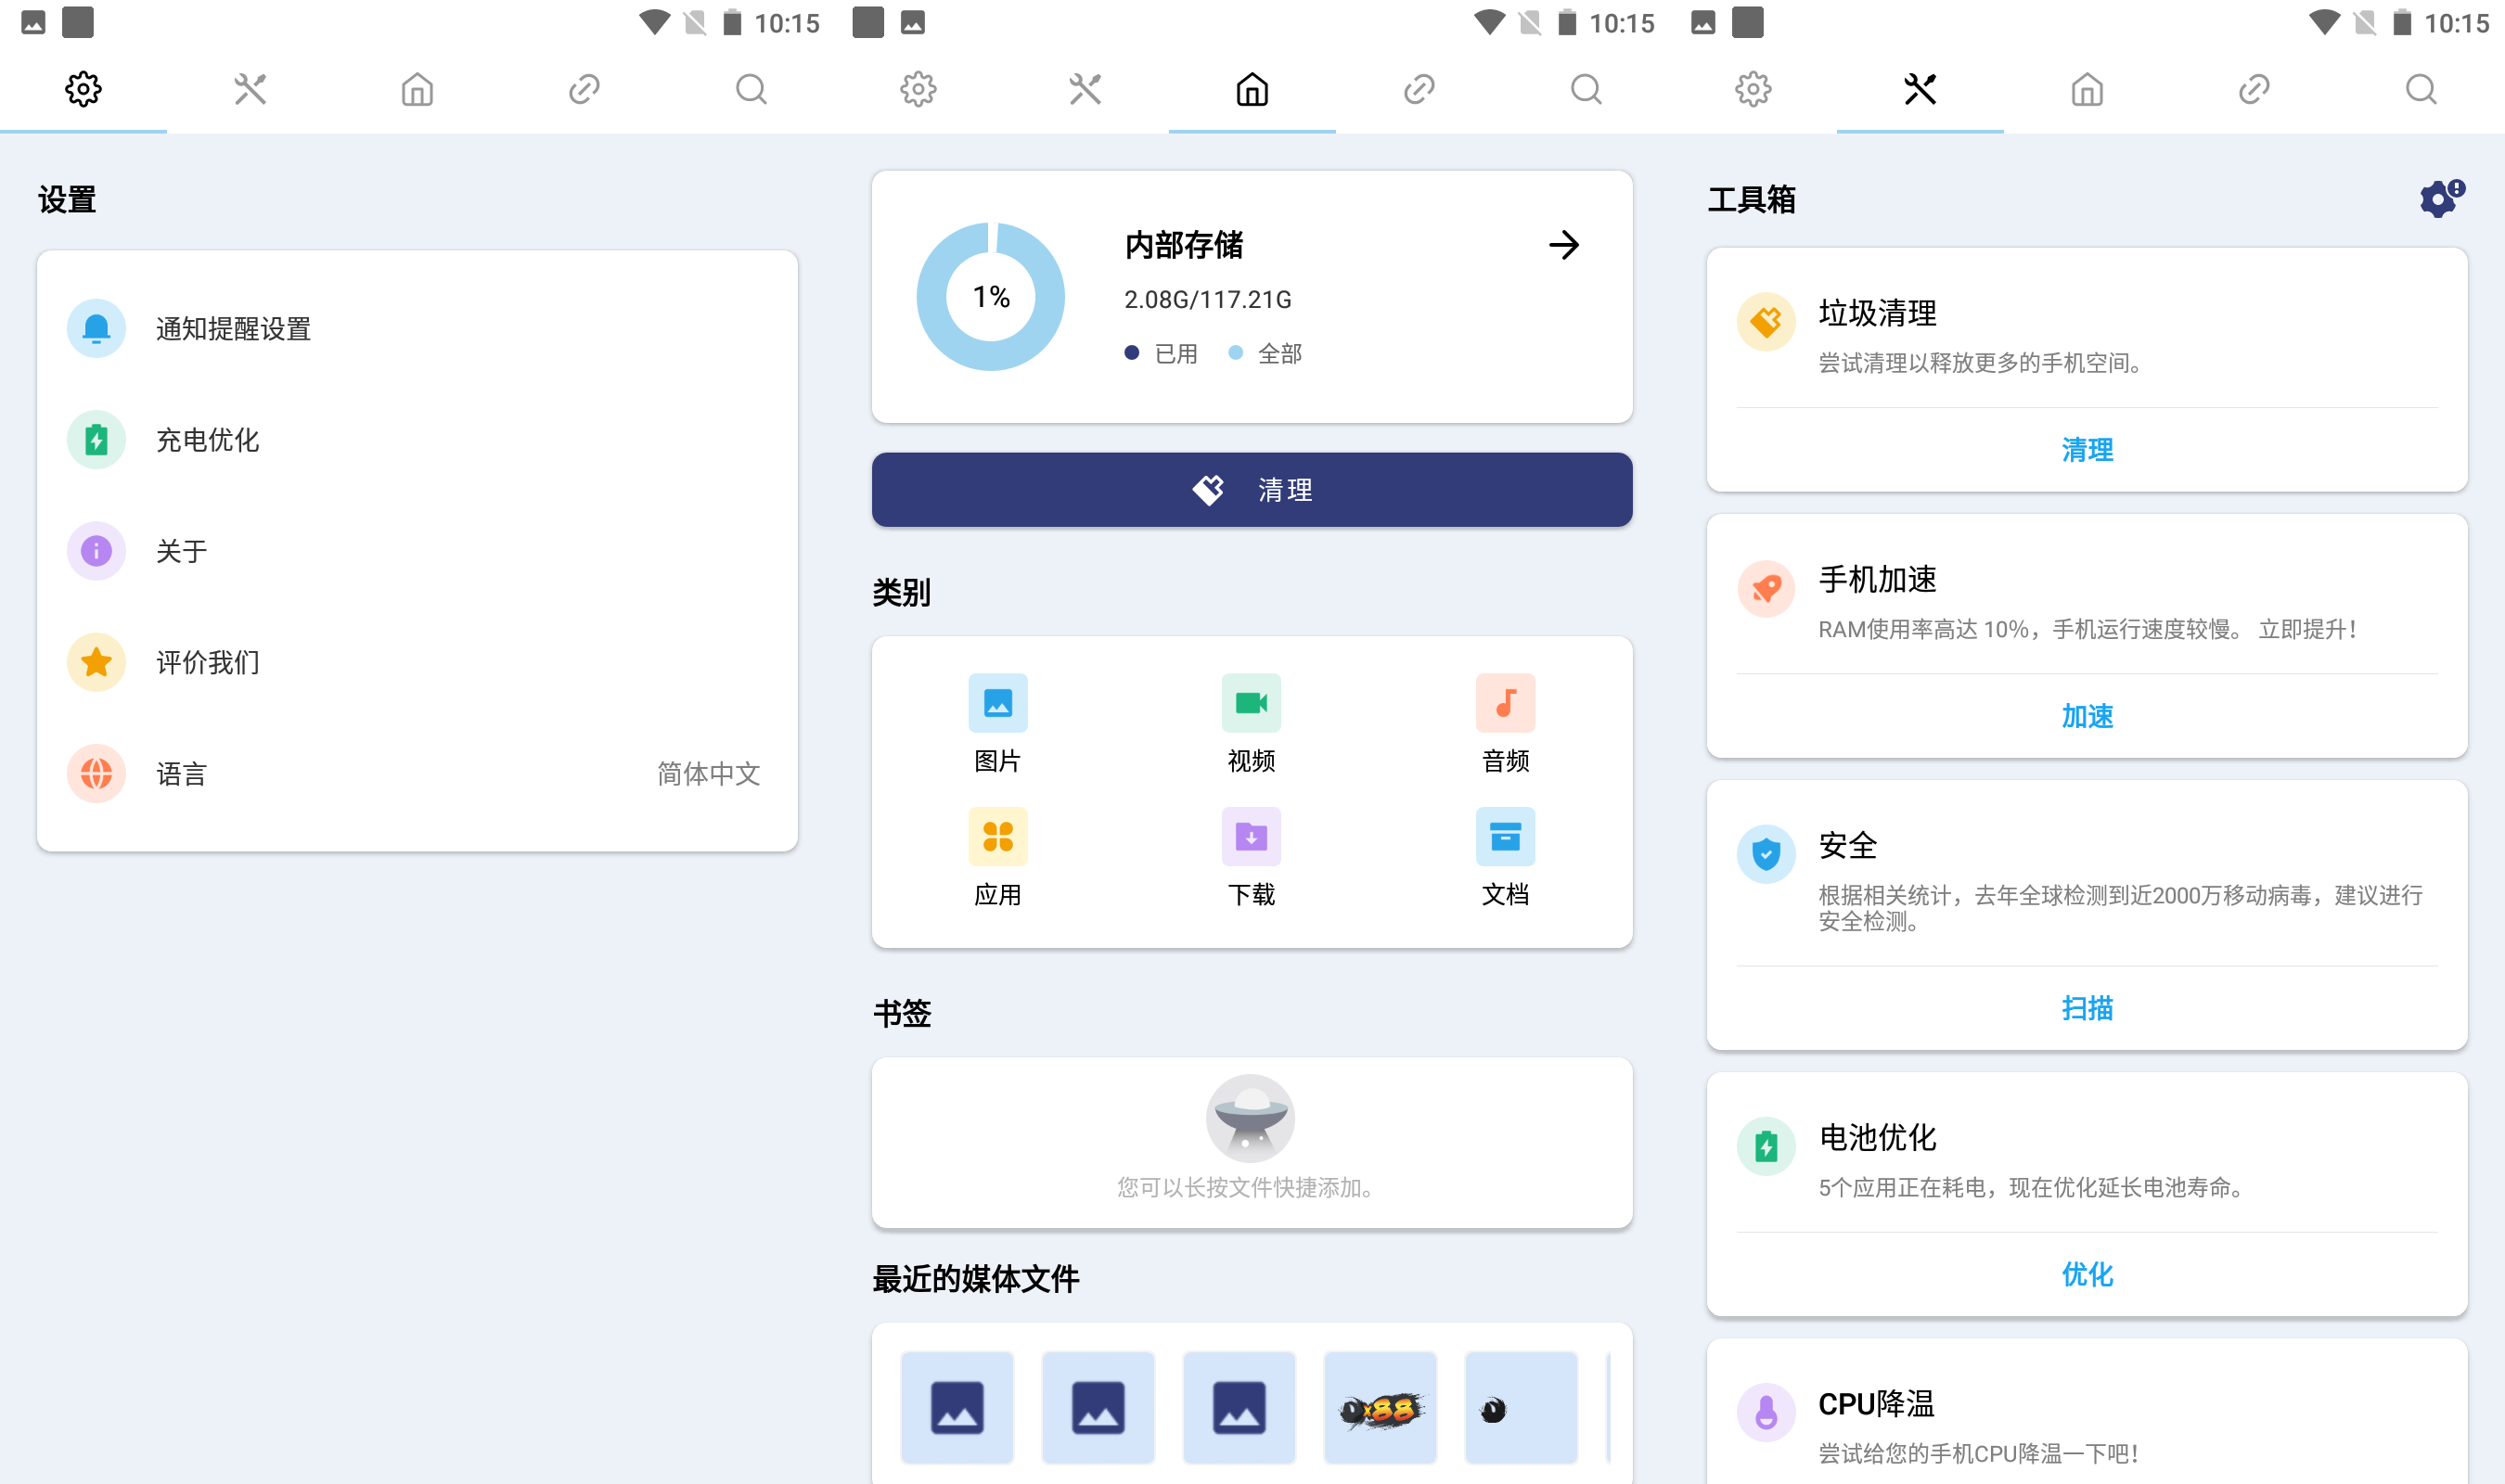 10:15
设置
通知提醒设置
充电优化
关于
评价我们
语言
简体中文
10:15
1%
内部存储
2.08G/117.21G
已用
全部
清理
类别
图片
视频
音频
应用
下载
文档
书签
您可以长按文件快捷添加。
最近的媒体文件
x88
10:15
工具箱
垃圾清理
尝试清理以释放更多的手机空间。
清理
手机加速
RAM使用率高达 10%，手机运行速度较慢。 立即提升！
加速
安全
根据相关统计，去年全球检测到近2000万移动病毒，建议进行
安全检测。
扫描
电池优化
5个应用正在耗电，现在优化延长电池寿命。
优化
CPU降温
尝试给您的手机CPU降温一下吧！